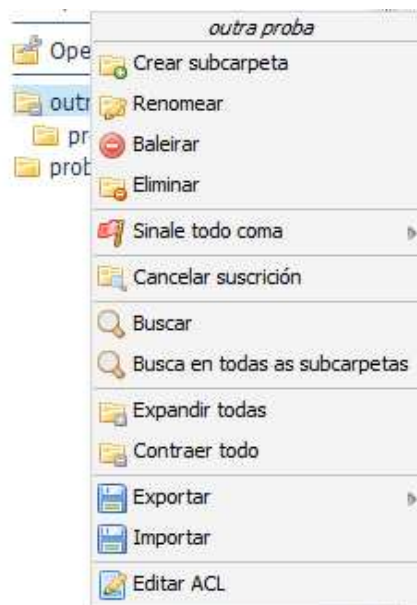 outra proba
Ope
Crear subcarpeta
outr
Renomear
pr
Baleirar
prob
Eliminar
Sinale todo coma
Cancelar suscrición
Buscar
Busca en todas as subcarpetas
Expandir todas
Contraer todo
Exportar
Importar
Editar ACL